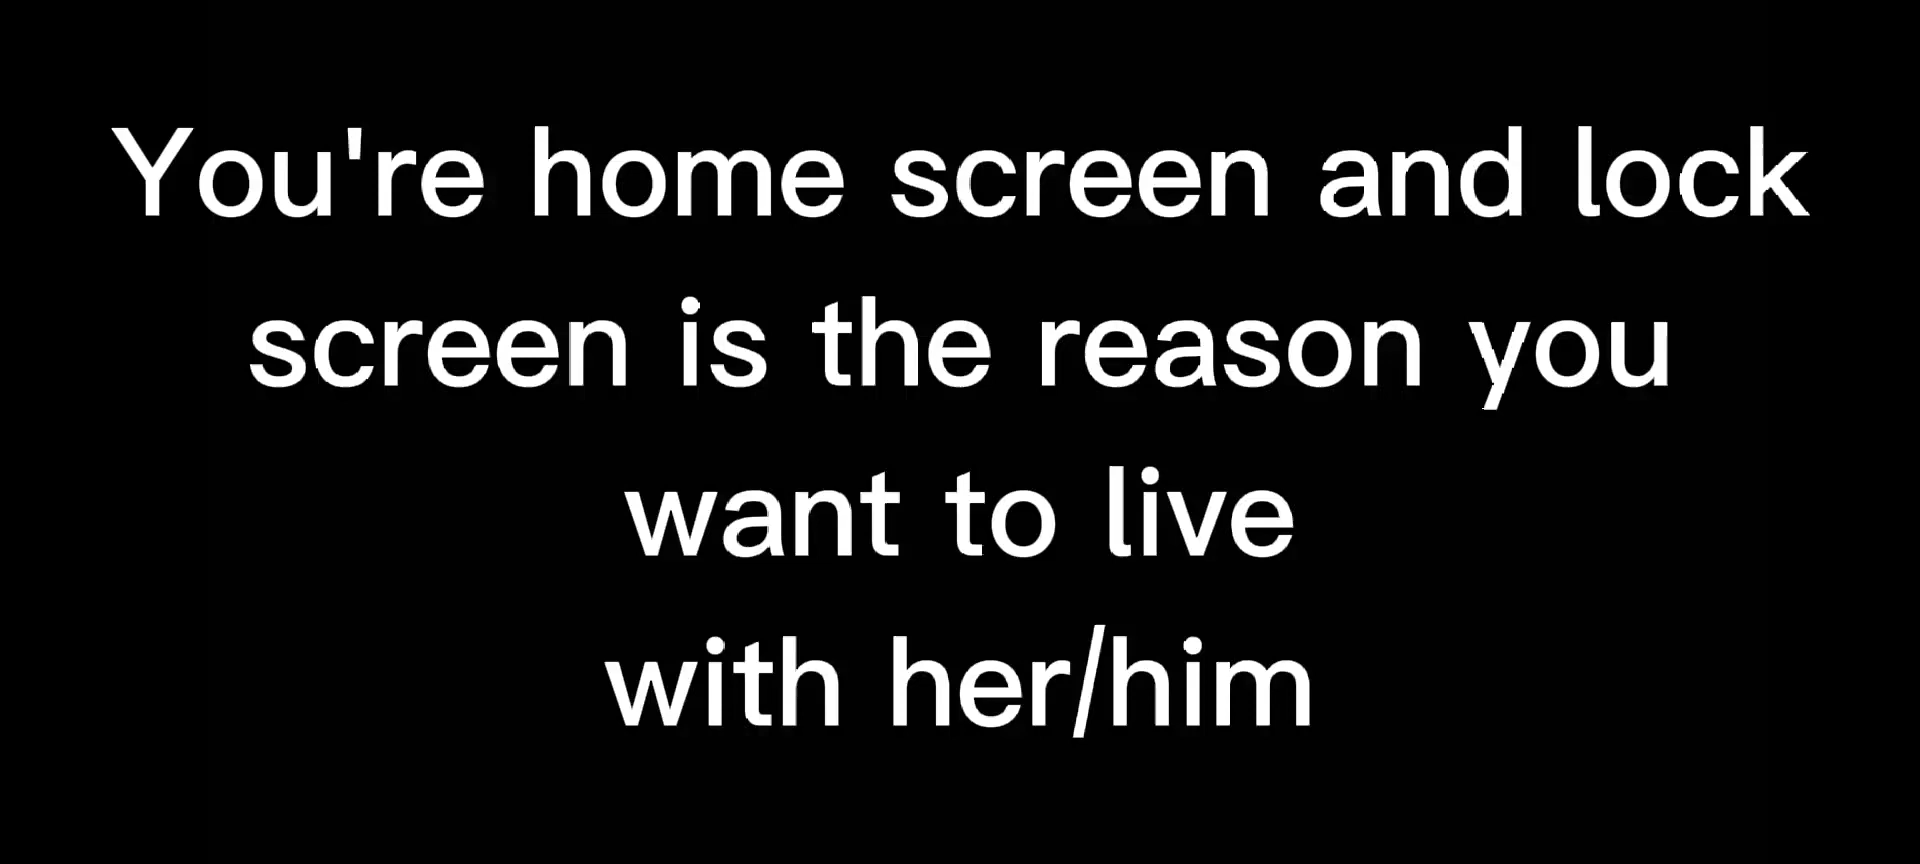 You're home screen and lock
screen is the reason you
want to live
with her/him